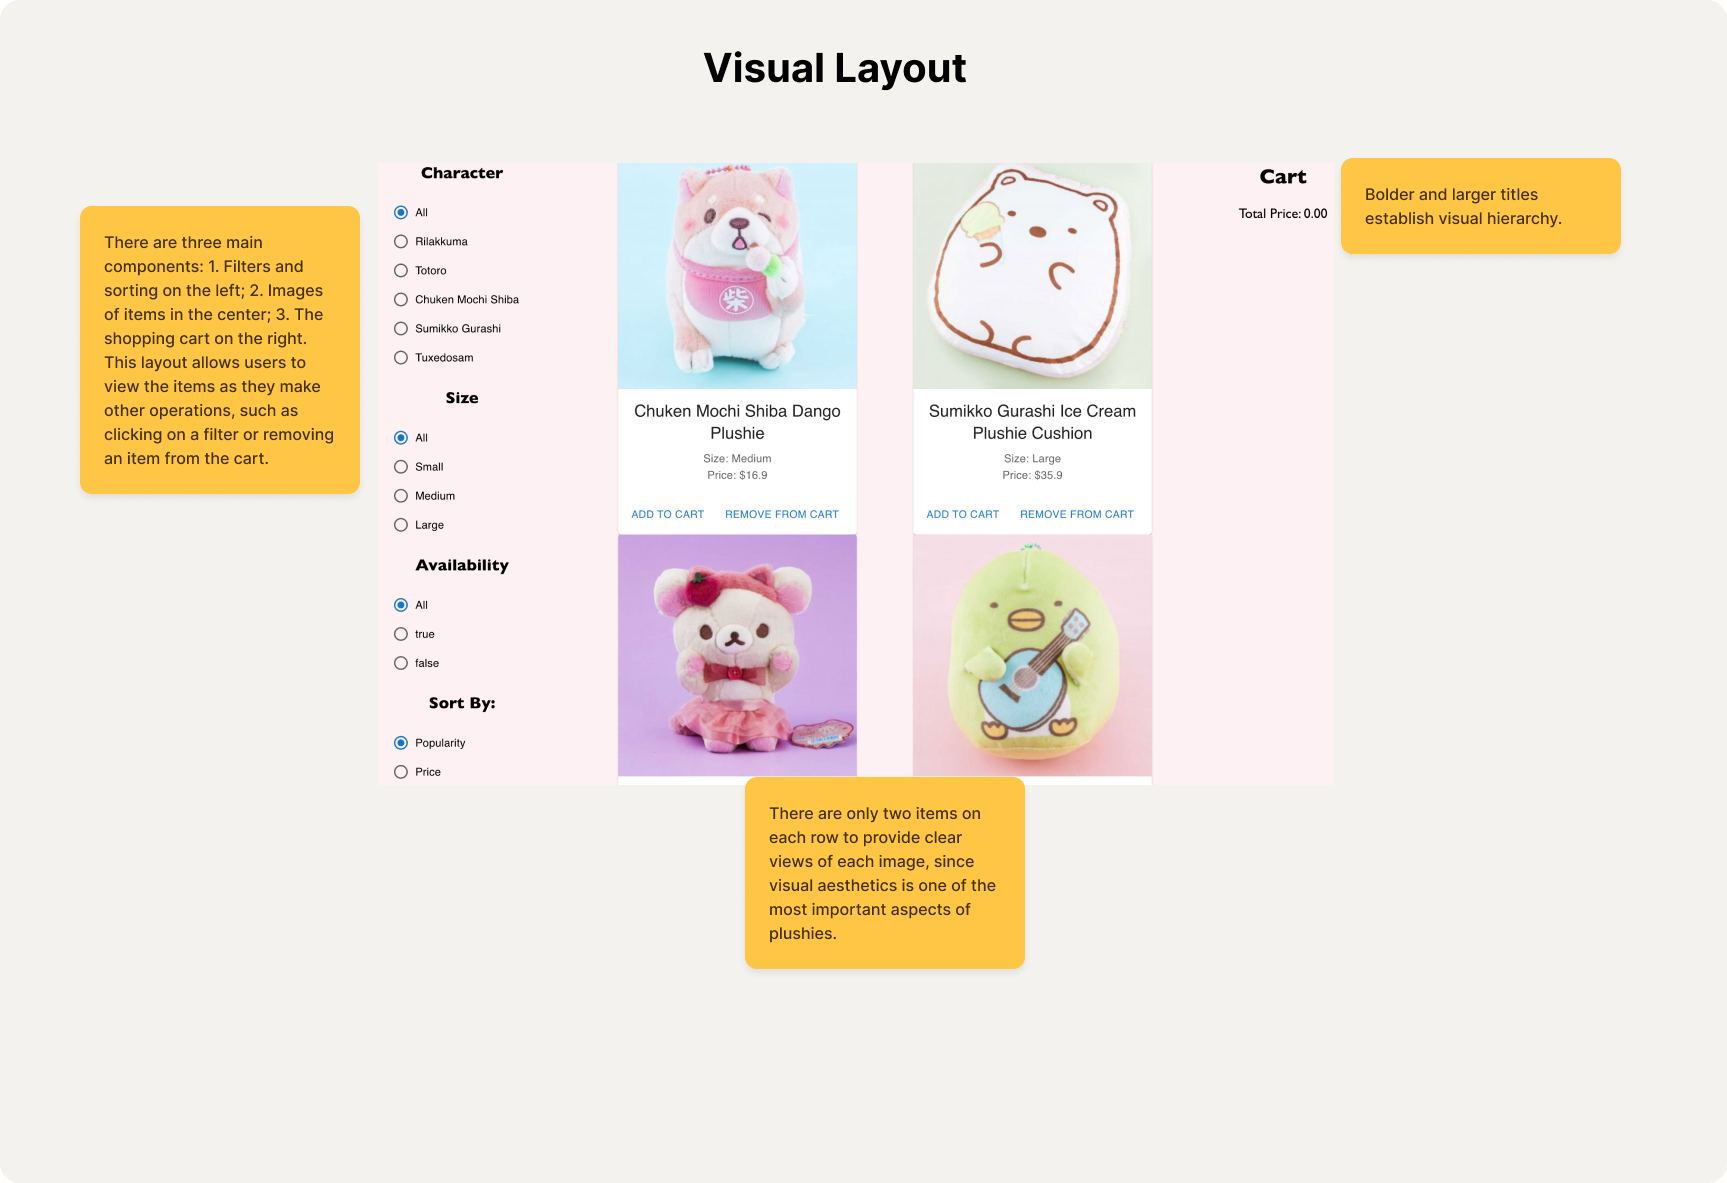 Visual Layout
There are three main
components: 1. Filters and
sorting on the left; 2. Images
of items in the center; 3. The
shopping cart on the right.
This layout allows users to
view the items as they make
other operations, such as
clicking on a filter or removing
an item from the cart.
Character
All
Rilakkuma
Totoro
Chuken Mochi Shiba
Sumikko Gurashi
Tuxedosam
Size
All
Small
Medium
Large
Availability
All
true
false
Sort By:
Popularity
Price
柴
Chuken Mochi Shiba Dango
Plushie
Size: Medium
Price: $16.9
ADD TO CART REMOVE FROM CART
Sumikko Gurashi Ice Cream
Plushie Cushion
Size: Large
Price: $35.9
ADD TO CART REMOVE FROM CART
Cart
Total Price: 0.00
Bolder and larger titles
establish visual hierarchy.
There are only two items on
each row to provide clear
views of each image, since
visual aesthetics is one of the
most important aspects of
plushies.